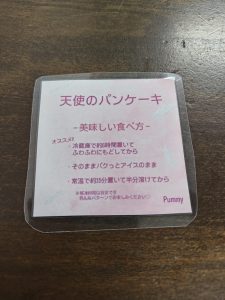 天使のパンケーキ
-美味しい食べ方-
オススメ!!
・冷蔵庫で約6時間置いて
ふわふわにもどしてから
・そのままパクっとアイスのまま
・常温で約35分置いて半分溶けてから
Pummy